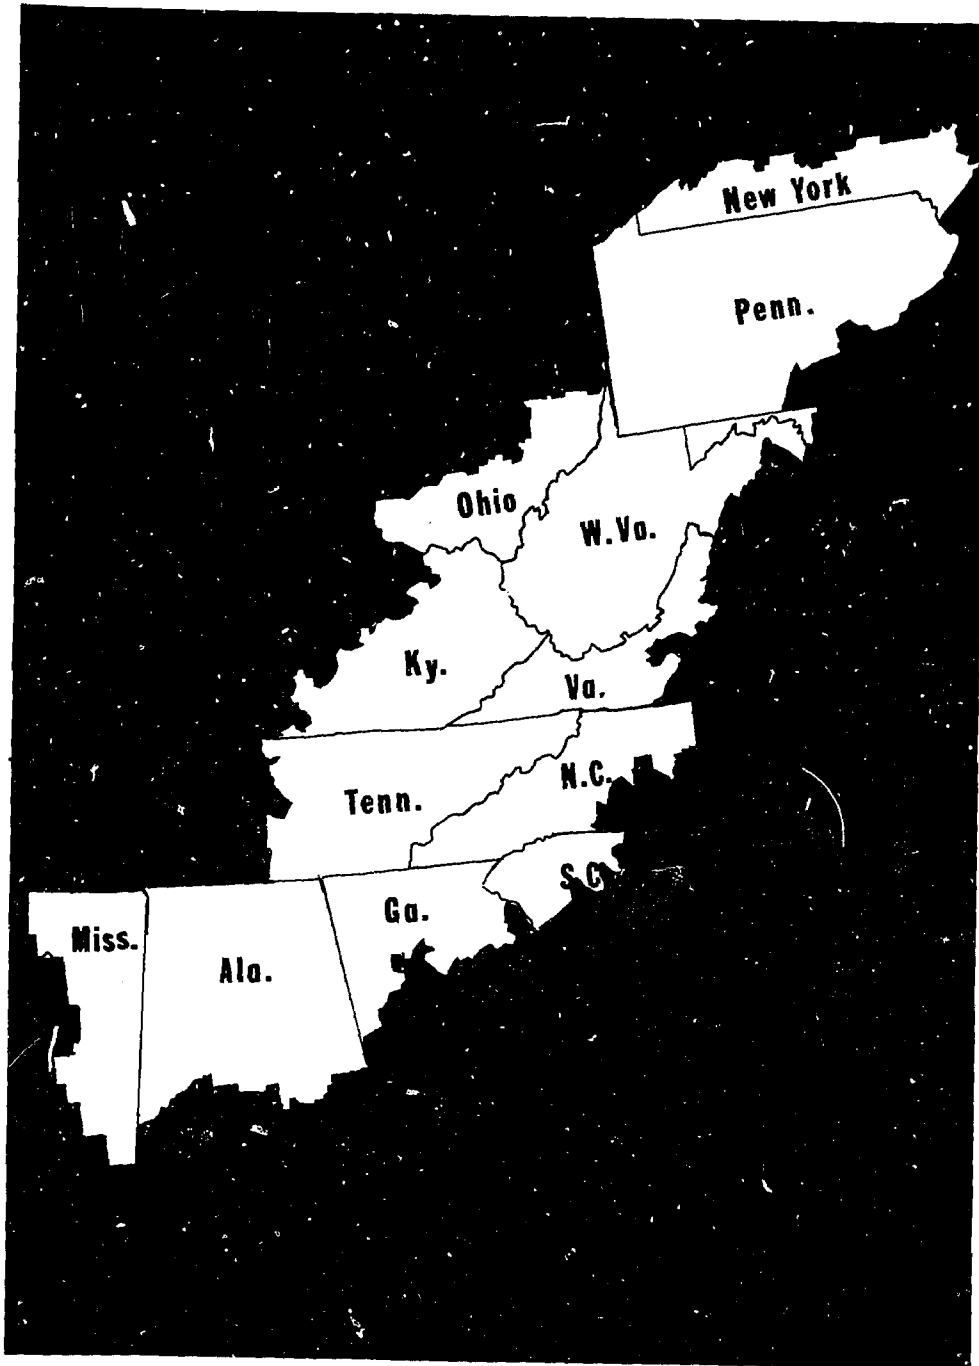 New York
Penn.
Ohio
W.Va.
Ky.
Va.
N.C.
Tenn.
S.C.
Ga.
Miss.
Ala.